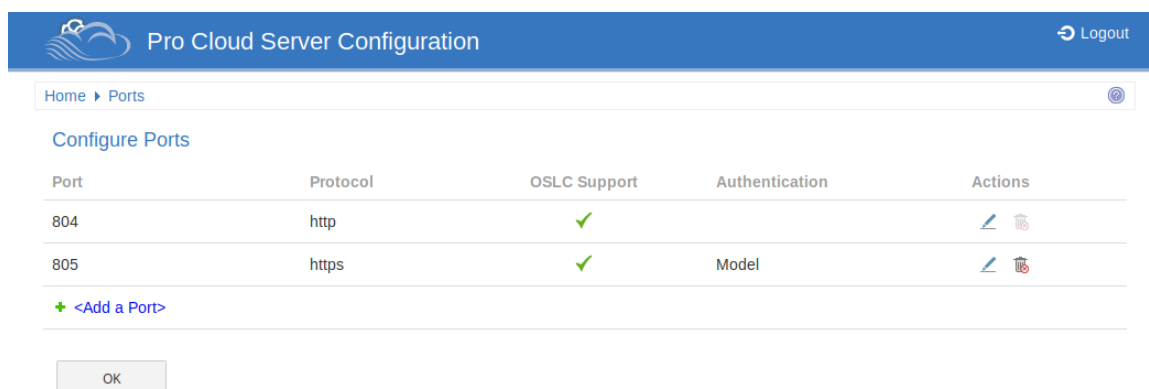 Pro Cloud Server Configuration
Logout
Home Ports
Configure Ports
Port Protocol OSLC Support Authentication Actions
804 http
805 https Model
<Add a Port>
OK